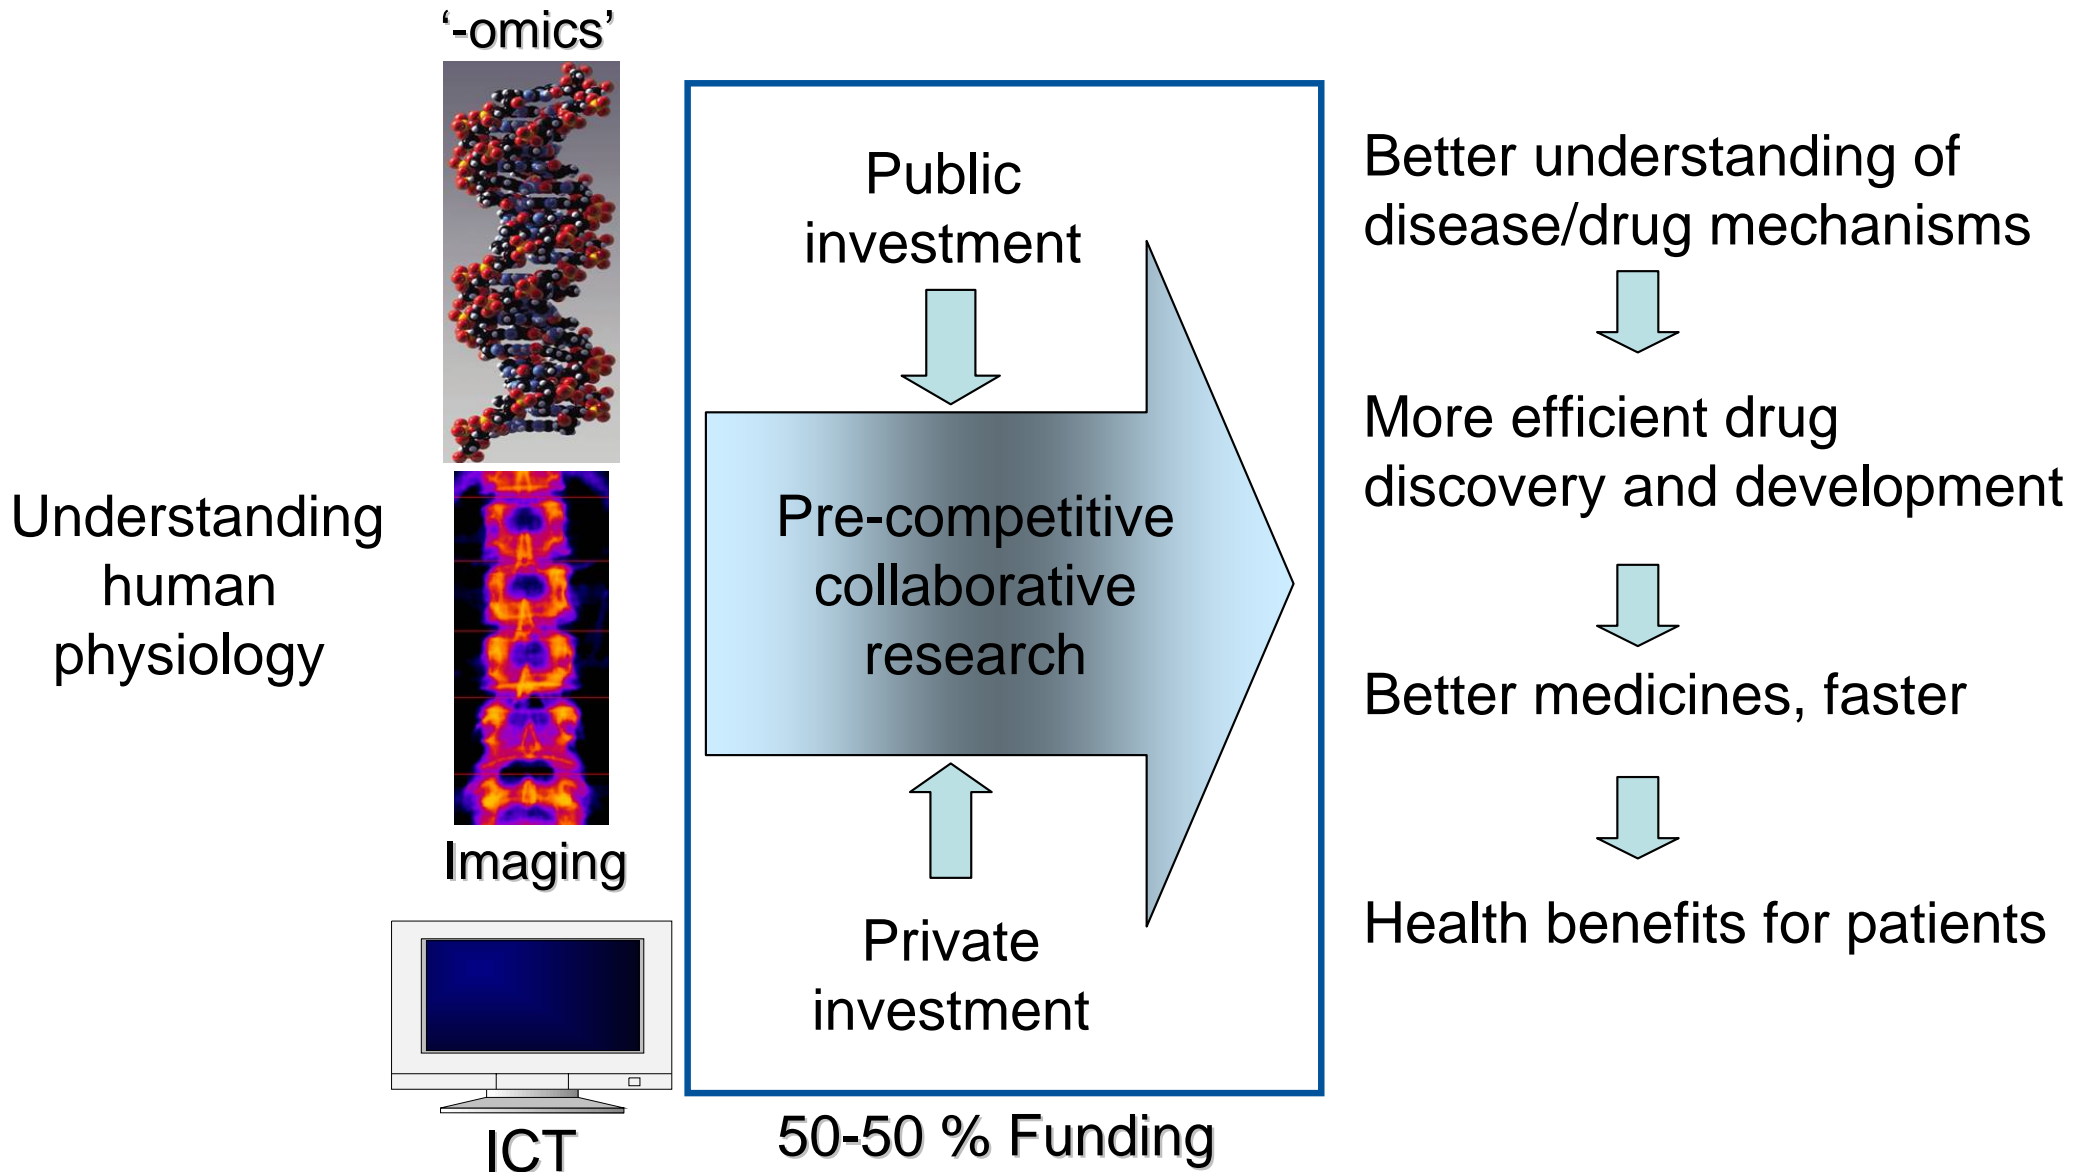 ‘-omics’
Understanding
human
physiology
Imaging
ICT
Public
investment
Pre-competitive
collaborative
research
Private
investment
50-50 % Funding
Better understanding of
disease/drug mechanisms
More efficient drug
discovery and development
Better medicines, faster
Health benefits for patients